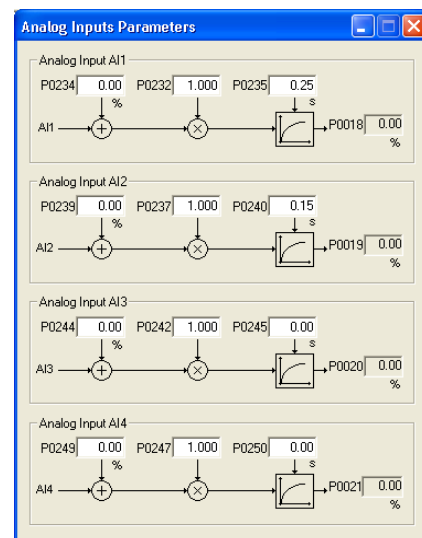 Analog Inputs Parameters
Analog Input AI1
P0234 0.00 P0232 1.000 P0235 0.25
% s
AI1 + × P0018 0.00
%
Analog Input AI2
P0239 0.00 P0237 1.000 P0240 0.15
% s
AI2 + × P0019 0.00
%
Analog Input AI3
P0244 0.00 P0242 1.000 P0245 0.00
% s
AI3 + × P0020 0.00
%
Analog Input AI4
P0249 0.00 P0247 1.000 P0250 0.00
% s
AI4 + × P0021 0.00
%